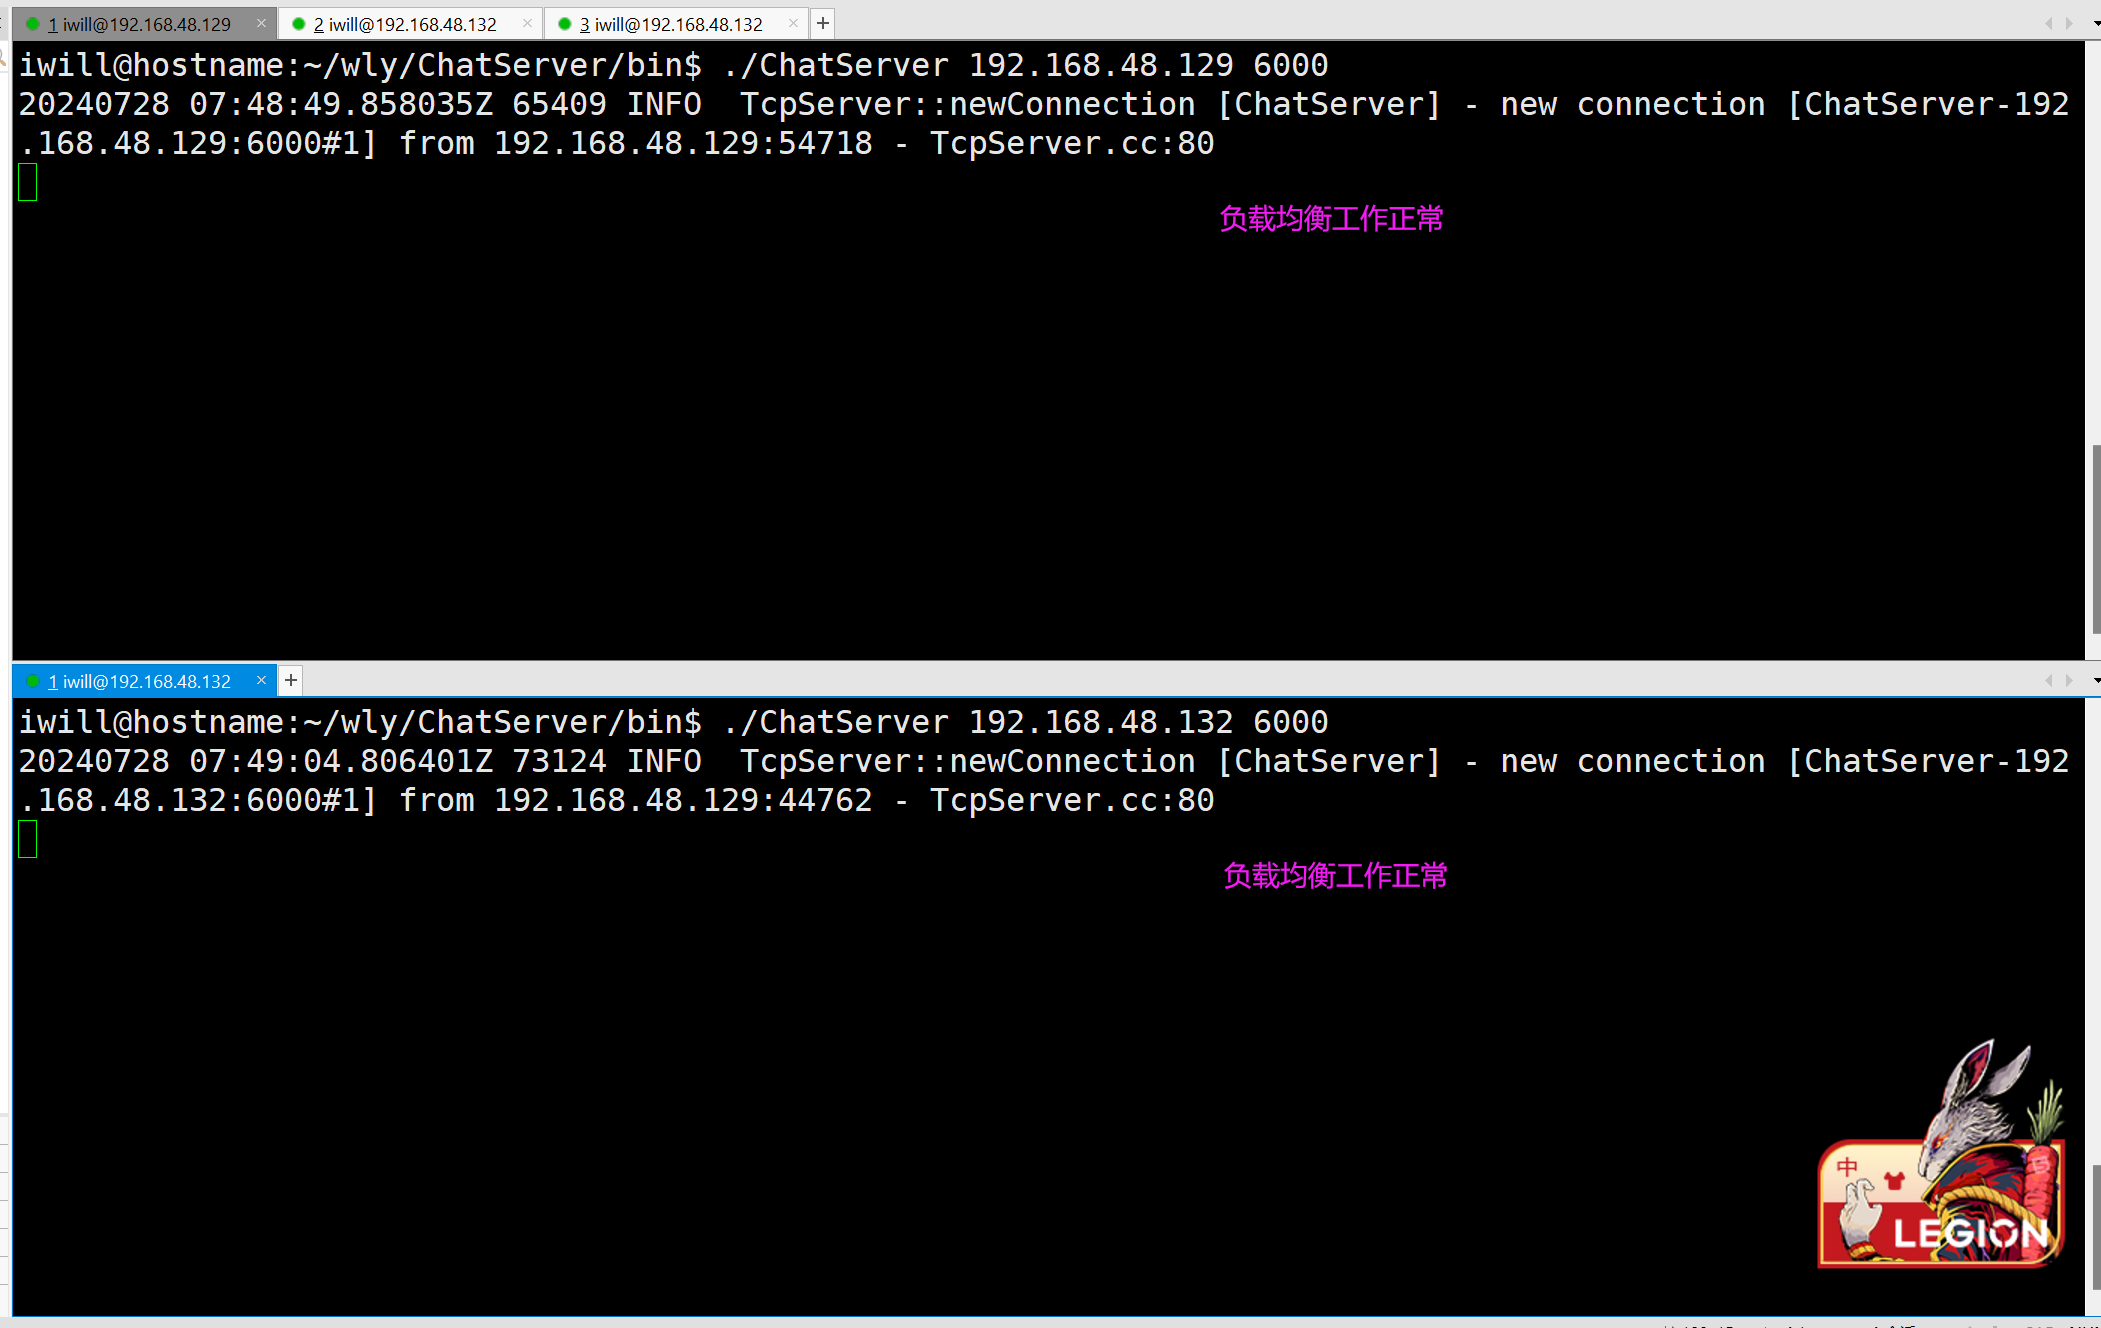 1 iwill@192.168.48.129 × 2 iwill@192.168.48.132 × 3 iwill@192.168.48.132 × +
iwill@hostname:~/wly/ChatServer/bin$ ./ChatServer 192.168.48.129 6000
20240728 07:48:49.858035Z 65409 INFO  TcpServer::newConnection [ChatServer] - new connection [ChatServer-192
.168.48.129:6000#1] from 192.168.48.129:54718 - TcpServer.cc:80
负载均衡工作正常
1 iwill@192.168.48.132 × +
iwill@hostname:~/wly/ChatServer/bin$ ./ChatServer 192.168.48.132 6000
20240728 07:49:04.806401Z 73124 INFO  TcpServer::newConnection [ChatServer] - new connection [ChatServer-192
.168.48.132:6000#1] from 192.168.48.129:44762 - TcpServer.cc:80
负载均衡工作正常
中
LEGION